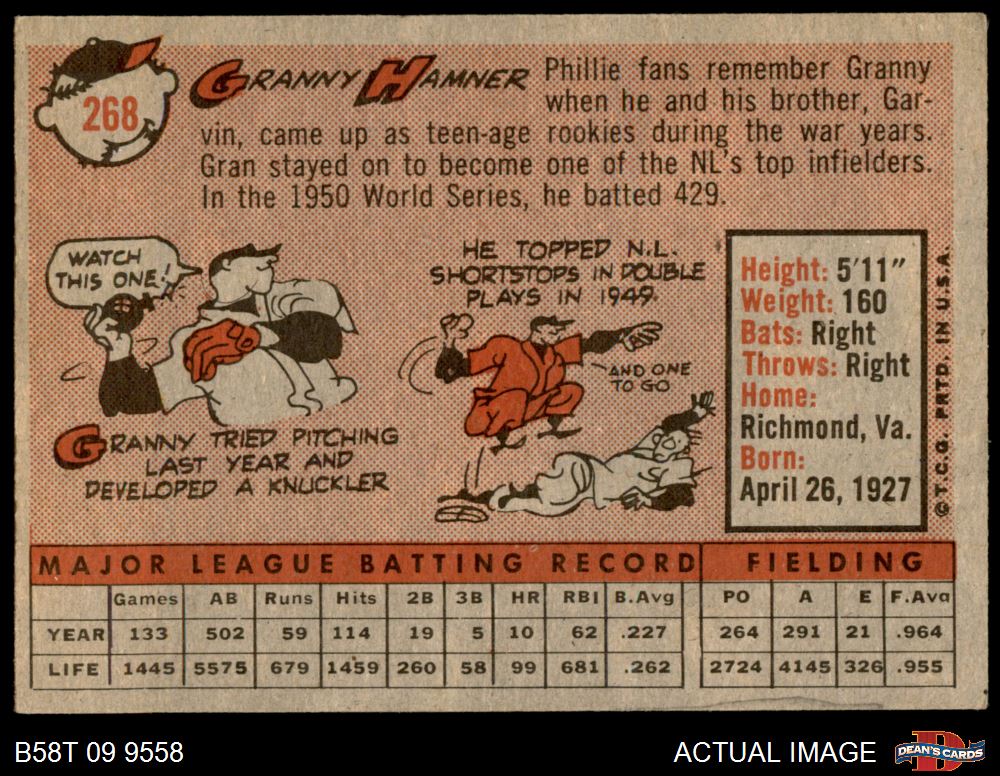 268
GRANNY HAMNER
Phillie fans remember Granny
when he and his brother, Gar-
vin, came up as teen-age rookies during the war years.
Gran stayed on to become one of the NL's top infielders.
In the 1950 World Series, he batted 429.
WATCH
THIS ONE!
GRANNY TRIED PITCHING
LAST YEAR AND
DEVELOPED A KNUCKLER
HE TOPPED N.L.
SHORTSTOPS IN DOUBLE
PLAYS IN 1949.
AND ONE
TO GO
Height: 5'11"
Weight: 160
Bats: Right
Throws: Right
Home:
Richmond, Va.
Born:
April 26, 1927
©T.C.G. PRTD. IN U.S.A.
MAJOR LEAGUE BATTING RECORD FIELDING
Games AB Runs Hits 2B 3B HR RBI B.Avg PO A E F.Avg
YEAR 133 502 59 114 19 5 10 62 .227 264 291 21 .964
LIFE 1445 5575 679 1459 260 58 99 681 .262 2724 4145 326 .955
B58T 09 9558
ACTUAL IMAGE
DEAN'S CARDS